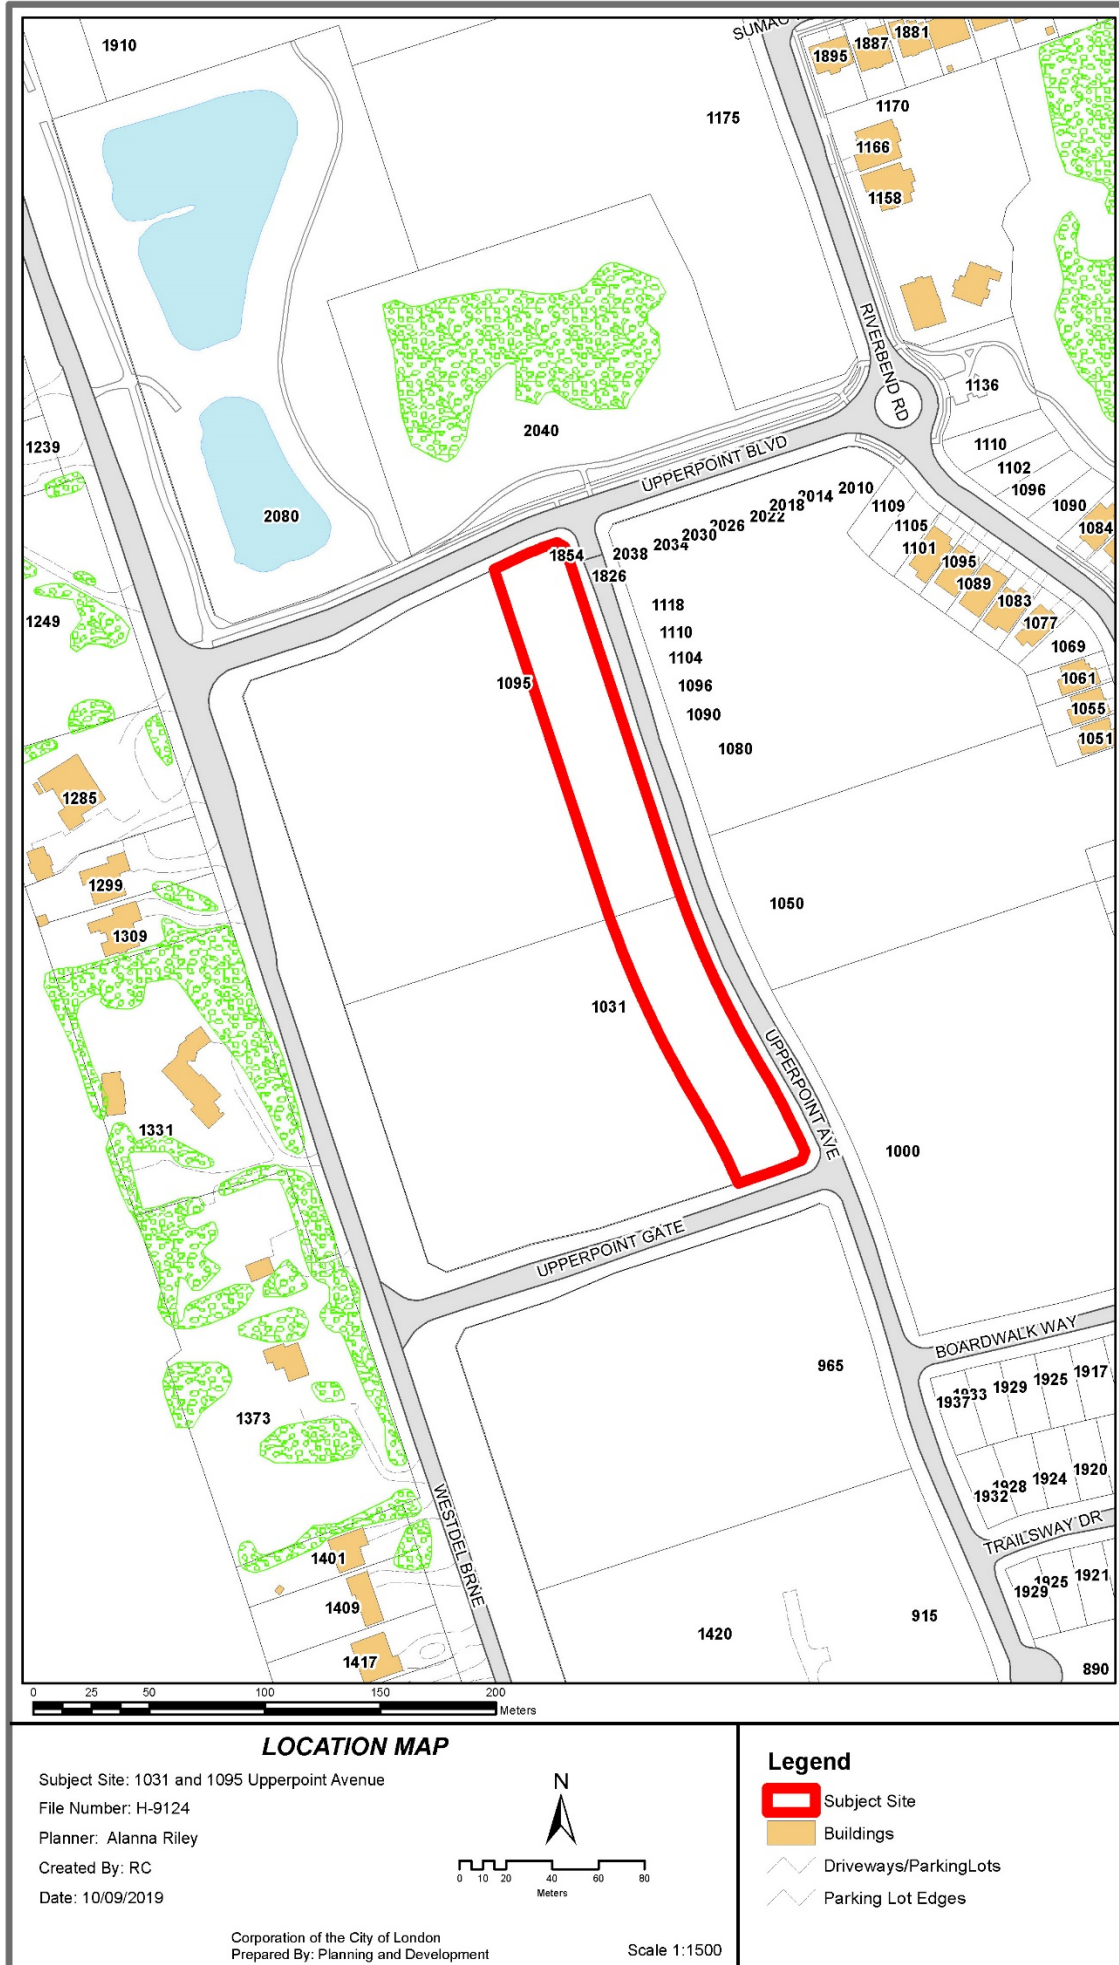 1910
SUMAC
1895
1887
1881
1175
1170
1166
1158
RIVERBEND RD
1136
1239
2040
1110
1102
1096
1090
1084
UPPERPOINT BLVD
2080
2010
2014
2018
2022
2026
2030
2034
2038
1109
1105
1101
1095
1089
1083
1077
1069
1061
1055
1051
1854
1826
1249
1118
1110
1104
1096
1090
1080
1095
1285
1299
1309
1050
1031
UPPERPOINT AVE
1331
1000
UPPERPOINT GATE
BOARDWALK WAY
965
1937
1933
1929
1925
1917
1373
1932
1928
1924
1920
WESTDEL BRNE
TRAILSWAY DR
1401
1929
1925
1921
1409
915
1420
1417
890
0 25 50 100 150 200
Meters
LOCATION MAP
Subject Site: 1031 and 1095 Upperpoint Avenue
File Number: H-9124
Planner: Alanna Riley
Created By: RC
Date: 10/09/2019
N
0 10 20 40 60 80
Meters
Corporation of the City of London
Prepared By: Planning and Development
Scale 1:1500
Legend
Subject Site
Buildings
Driveways/ParkingLots
Parking Lot Edges